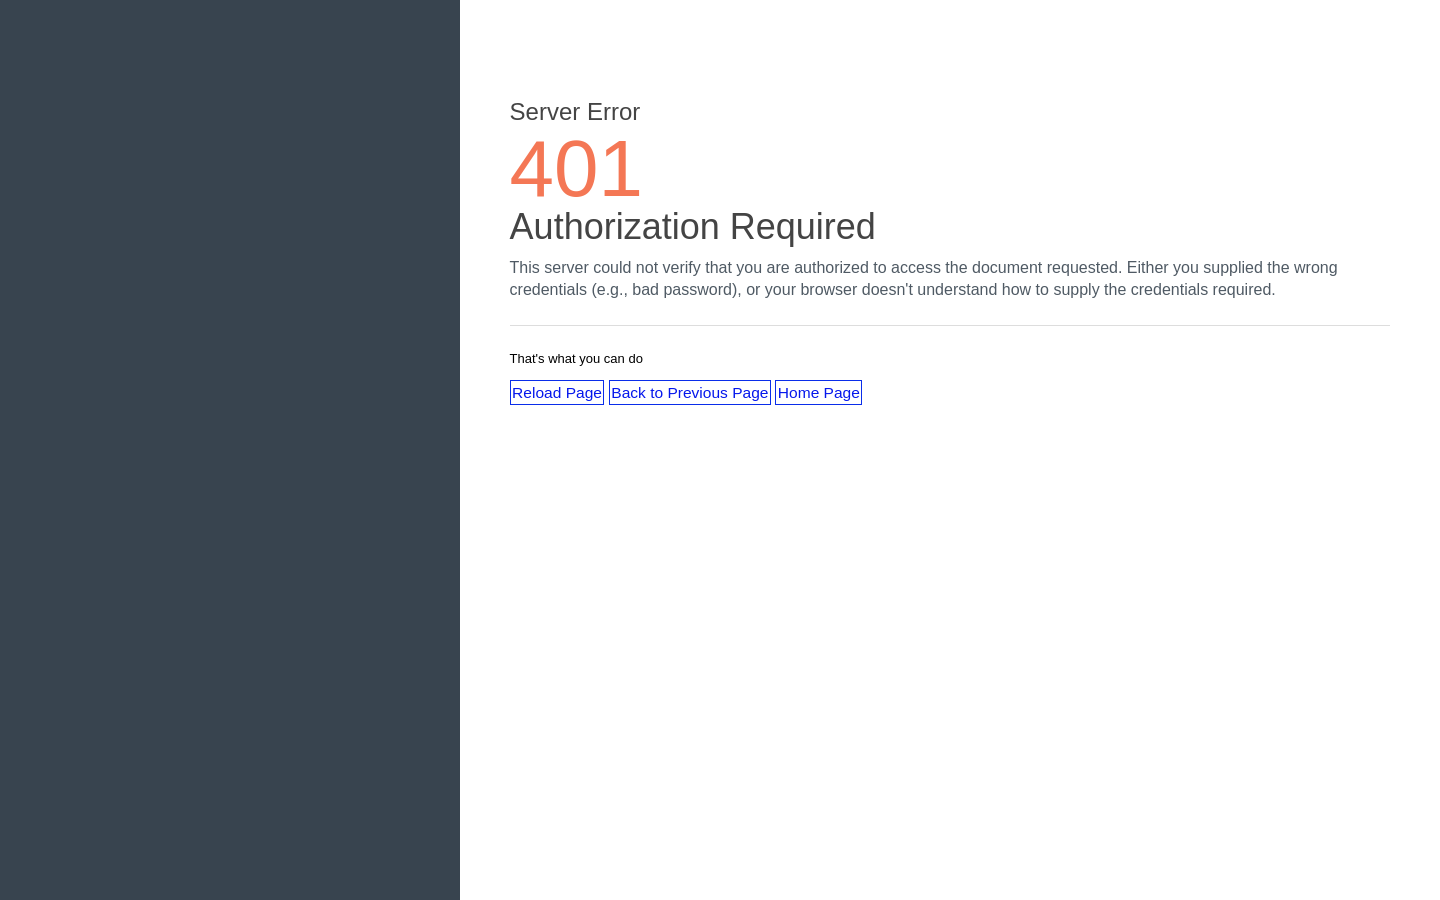 Server Error
401
Authorization Required
This server could not verify that you are authorized to access the document requested. Either you supplied the wrong
credentials (e.g., bad password), or your browser doesn't understand how to supply the credentials required.
That's what you can do
Reload Page Back to Previous Page Home Page